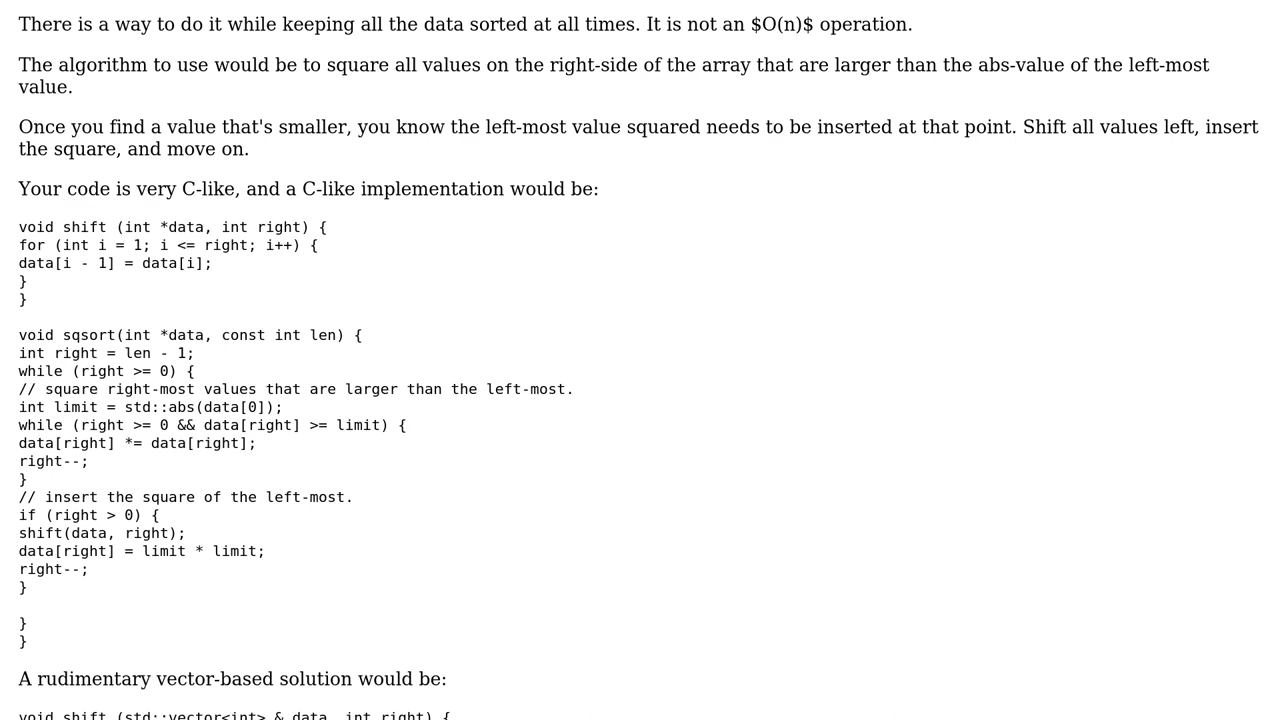 There is a way to do it while keeping all the data sorted at all times. It is not an $O(n)$ operation.
The algorithm to use would be to square all values on the right-side of the array that are larger than the abs-value of the left-most
value.
Once you find a value that's smaller, you know the left-most value squared needs to be inserted at that point. Shift all values left, insert
the square, and move on.
Your code is very C-like, and a C-like implementation would be:
void shift (int *data, int right) {
for (int i = 1; i <= right; i++) {
data[i - 1] = data[i];
}
}
void sqsort(int *data, const int len) {
int right = len - 1;
while (right >= 0) {
// square right-most values that are larger than the left-most.
int limit = std::abs(data[0]);
while (right >= 0 && data[right] >= limit) {
data[right] *= data[right];
right--;
}
// insert the square of the left-most.
if (right > 0) {
shift(data, right);
data[right] = limit * limit;
right--;
}
}
}
A rudimentary vector-based solution would be:
void shift (std::vector<int> & data, int right) {